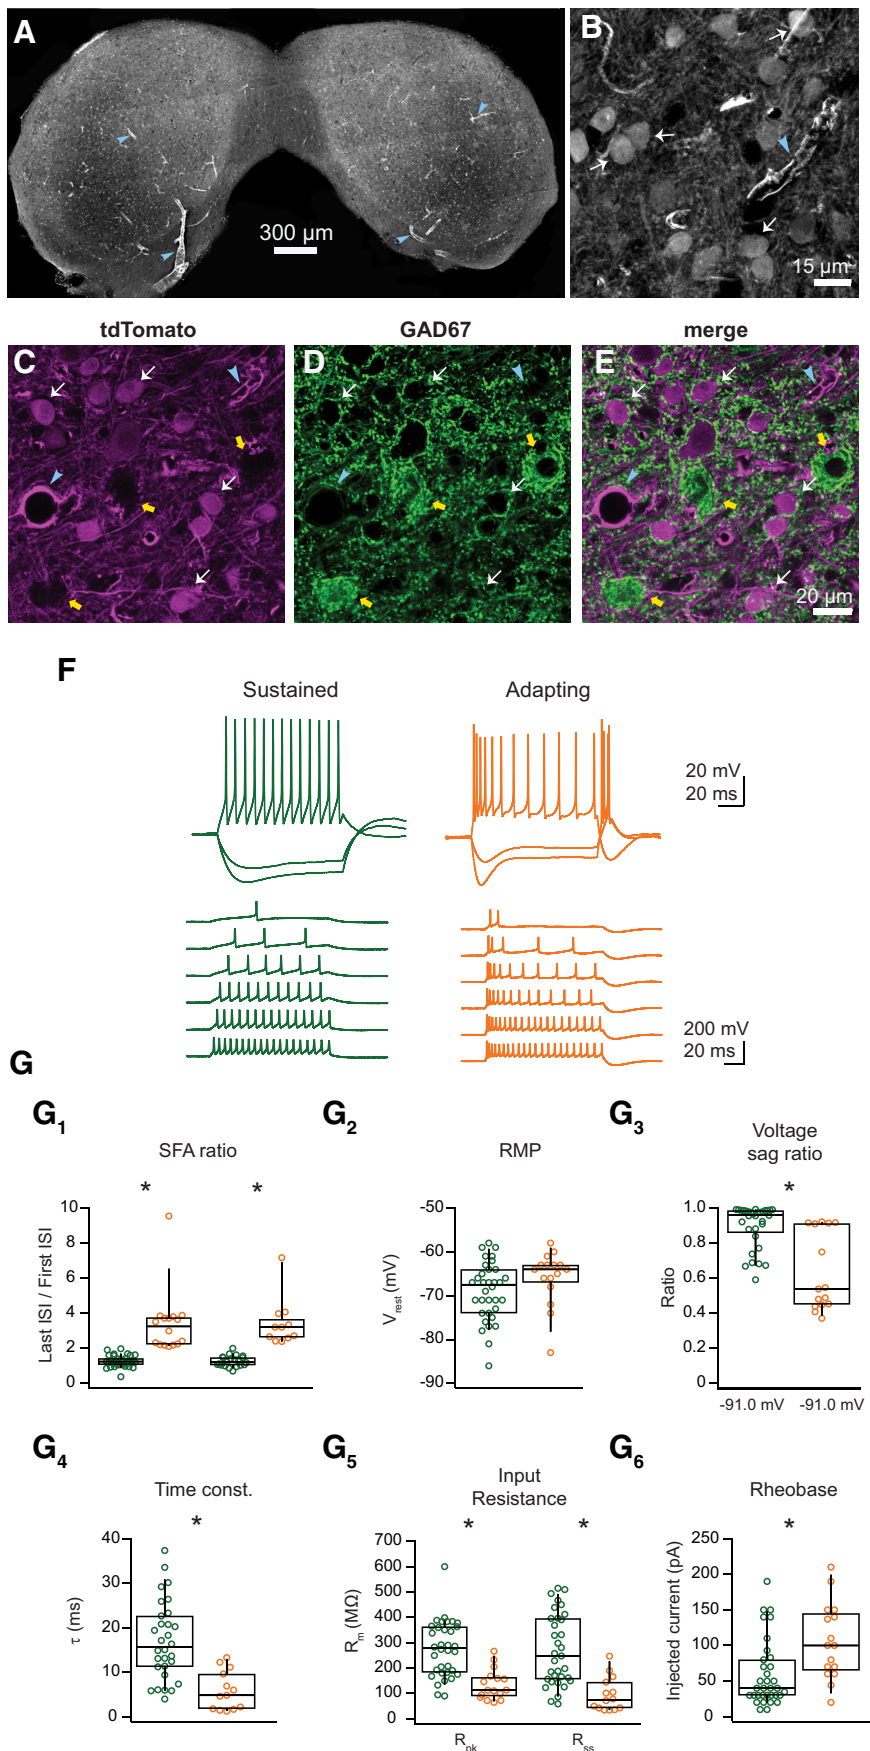 A
B
300 µm
15 µm
tdTomato
GAD67
merge
C
D
E
20 µm
F
Sustained
Adapting
20 mV
20 ms
200 mV
20 ms
G
G1
SFA ratio
*
*
Last ISI / First ISI
10
8
6
4
2
0
G2
RMP
Vrest (mV)
-50
-60
-70
-80
-90
G3
Voltage
sag ratio
*
Ratio
1.0
0.8
0.6
0.4
0.2
0
-91.0 mV
-91.0 mV
G4
Time const.
*
τ (ms)
40
30
20
10
0
G5
Input
Resistance
*
*
Rm (MΩ)
700
600
500
400
300
200
100
0
Rpk
Rss
G6
Rheobase
*
Injected current (pA)
250
200
150
100
50
0